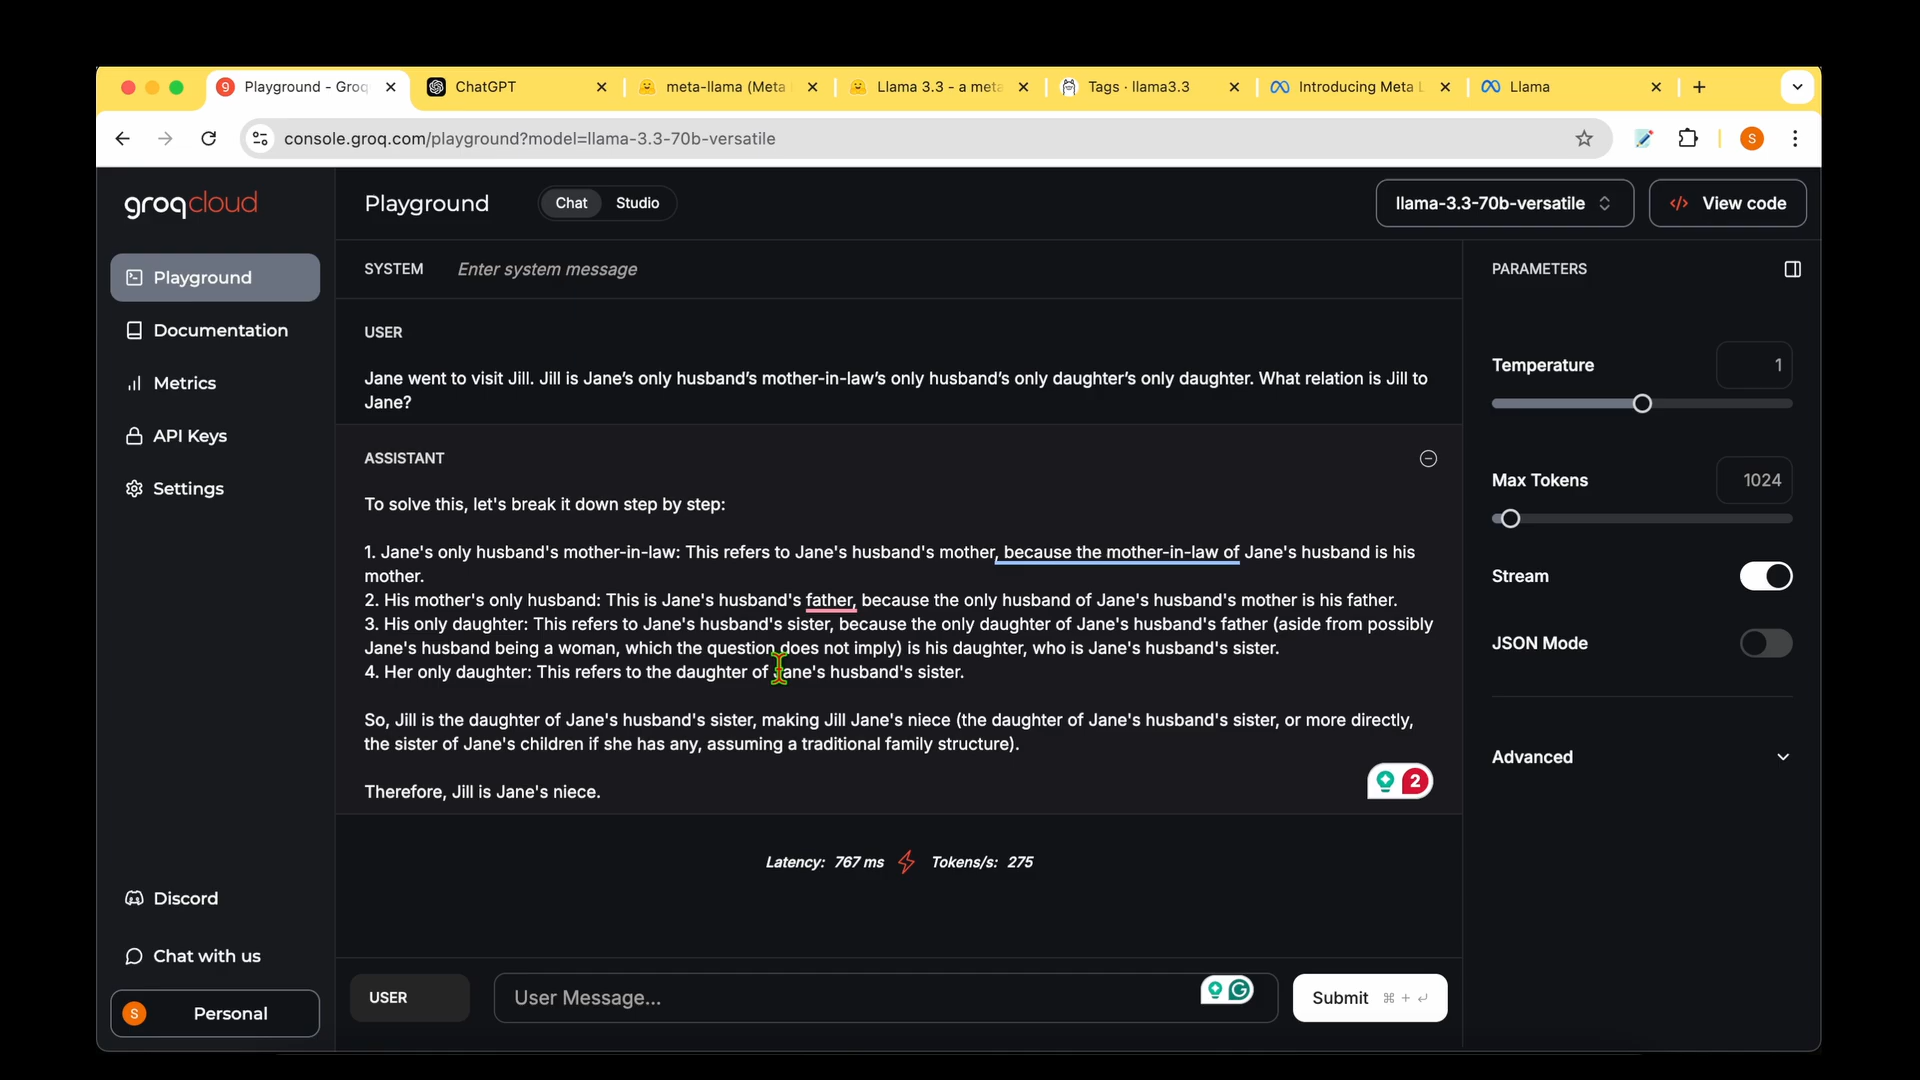 Playground - Groq
ChatGPT
meta-llama (Meta
Llama 3.3 - a meta
Tags · llama3.3
Introducing Meta L
Llama
console.groq.com/playground?model=llama-3.3-70b-versatile
S
groqcloud
Playground
Chat
Studio
llama-3.3-70b-versatile
</> View code
Playground
Documentation
Metrics
API Keys
Settings
Discord
Chat with us
S
Personal
SYSTEM
Enter system message
USER
Jane went to visit Jill. Jill is Jane’s only husband’s mother-in-law’s only husband’s only daughter’s only daughter. What relation is Jill to
Jane?
ASSISTANT
To solve this, let's break it down step by step:
1. Jane's only husband's mother-in-law: This refers to Jane's husband's mother, because the mother-in-law of Jane's husband is his
mother.
2. His mother's only husband: This is Jane's husband's father, because the only husband of Jane's husband's mother is his father.
3. His only daughter: This refers to Jane's husband's sister, because the only daughter of Jane's husband's father (aside from possibly
Jane's husband being a woman, which the question does not imply) is his daughter, who is Jane's husband's sister.
4. Her only daughter: This refers to the daughter of Jane's husband's sister.
So, Jill is the daughter of Jane's husband's sister, making Jill Jane's niece (the daughter of Jane's husband's sister, or more directly,
the sister of Jane's children if she has any, assuming a traditional family structure).
Therefore, Jill is Jane's niece.
2
Latency: 767 ms
Tokens/s: 275
USER
User Message...
Submit ⌘ + ↵
PARAMETERS
Temperature
1
Max Tokens
1024
Stream
JSON Mode
Advanced